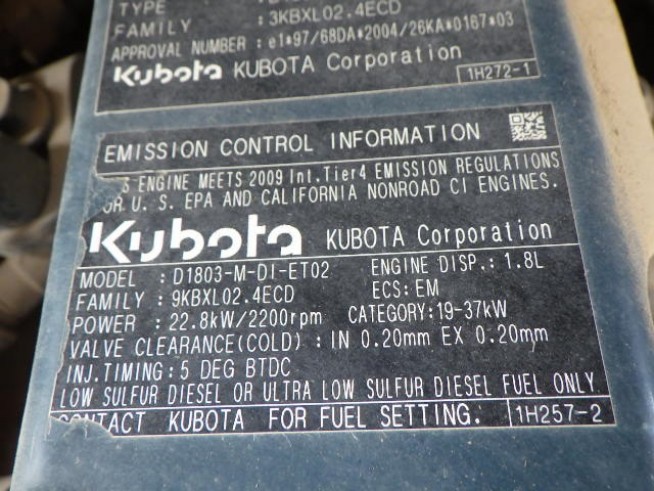 TYPE
FAMILY : 3KBXL02.4ECD
APPROVAL NUMBER : e1*97/68DA*2004/26KA*0167*03
Kubota KUBOTA Corporation
1H272-1
EMISSION CONTROL INFORMATION
ENGINE MEETS 2009 Int.Tier4 EMISSION REGULATIONS
U. S. EPA AND CALIFORNIA NONROAD CI ENGINES.
Kubota KUBOTA Corporation
MODEL : D1803-M-DI-ET02 ENGINE DISP.: 1.8L
FAMILY : 9KBXL02.4ECD ECS: EM
POWER : 22.8kW/2200rpm CATEGORY:19-37kW
VALVE CLEARANCE(COLD) : IN 0.20mm EX 0.20mm
INJ.TIMING: 5 DEG BTDC
LOW SULFUR DIESEL OR ULTRA LOW SULFUR DIESEL FUEL ONLY
CONTACT KUBOTA FOR FUEL SETTING. 1H257-2